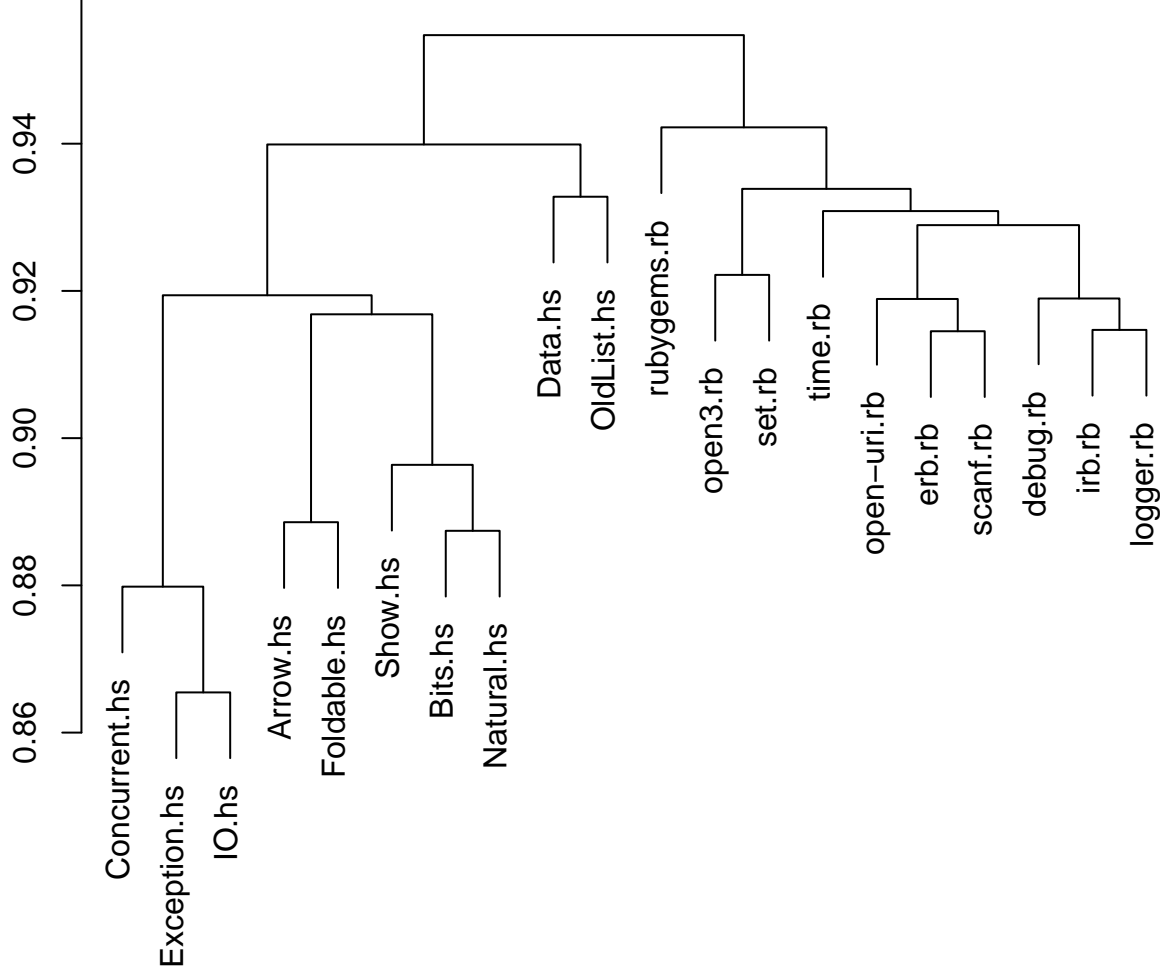 0.94
0.92
0.90
0.88
0.86
Concurrent.hs
Exception.hs
IO.hs
Arrow.hs
Foldable.hs
Show.hs
Bits.hs
Natural.hs
Data.hs
OldList.hs
rubygems.rb
open3.rb
set.rb
time.rb
open−uri.rb
erb.rb
scanf.rb
debug.rb
irb.rb
logger.rb